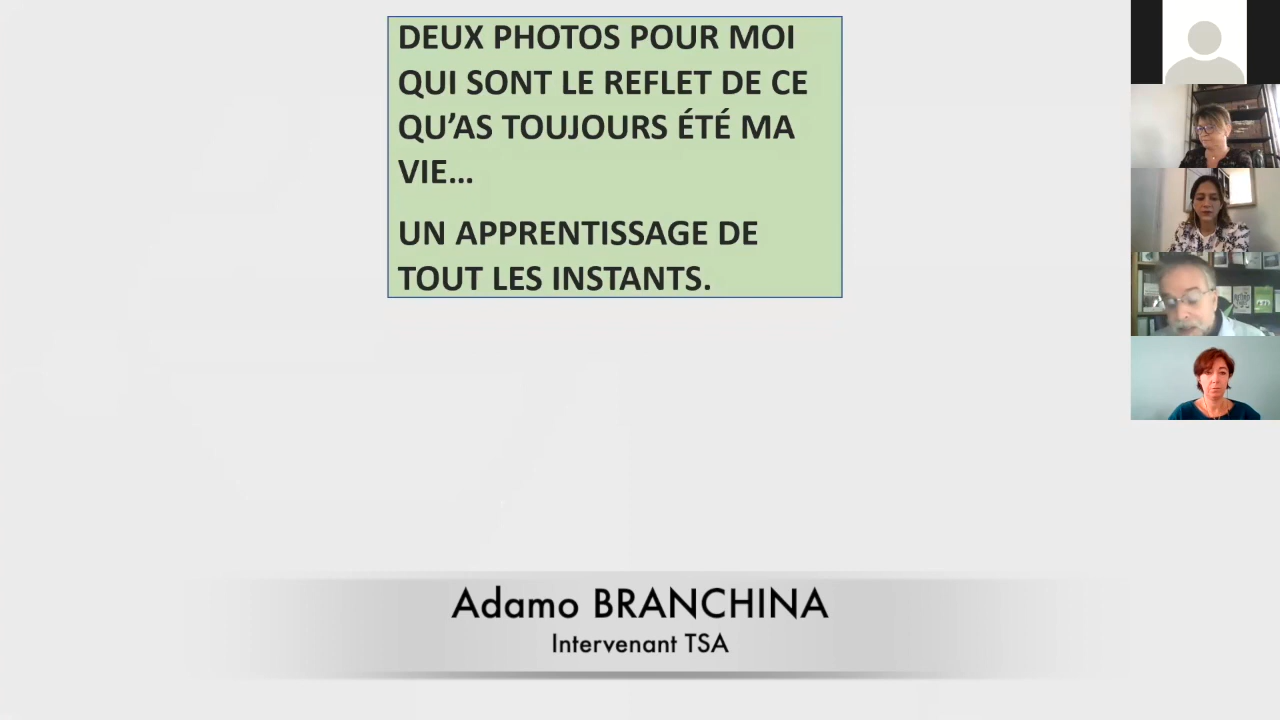 DEUX PHOTOS POUR MOI
QUI SONT LE REFLET DE CE
QU’AS TOUJOURS ÉTÉ MA
VIE…
UN APPRENTISSAGE DE
TOUT LES INSTANTS.
Adamo BRANCHINA
Intervenant TSA